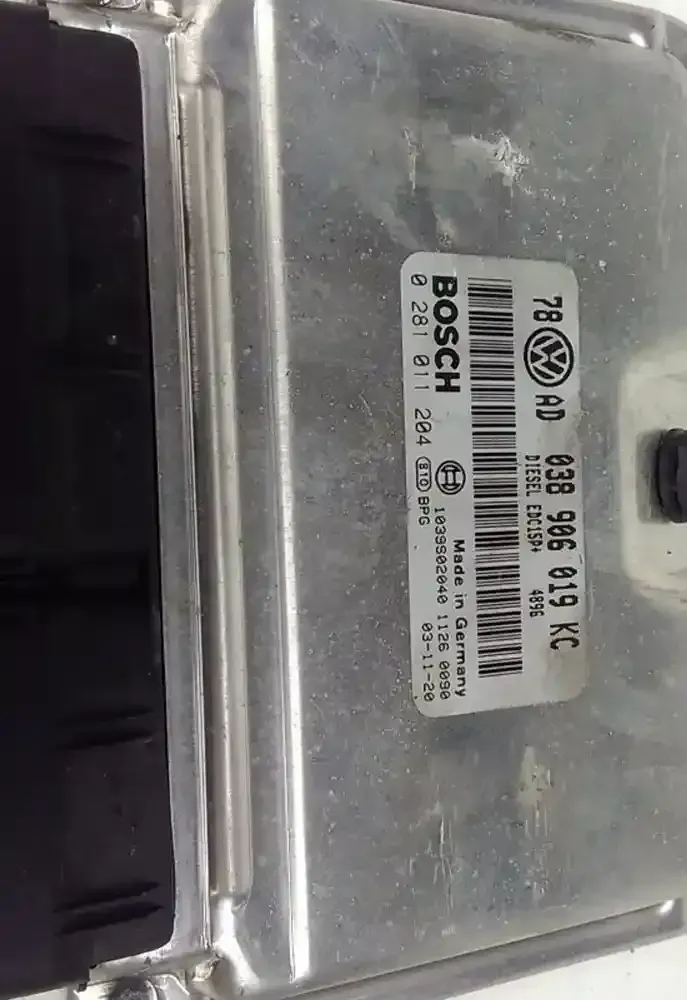 78 AD 038 906 019 KC
DIESEL EDC15P+ 4896
BOSCH
Made in Germany
0 281 011 204 B10 BPG
1039S02040 1126 0090
03-11-20